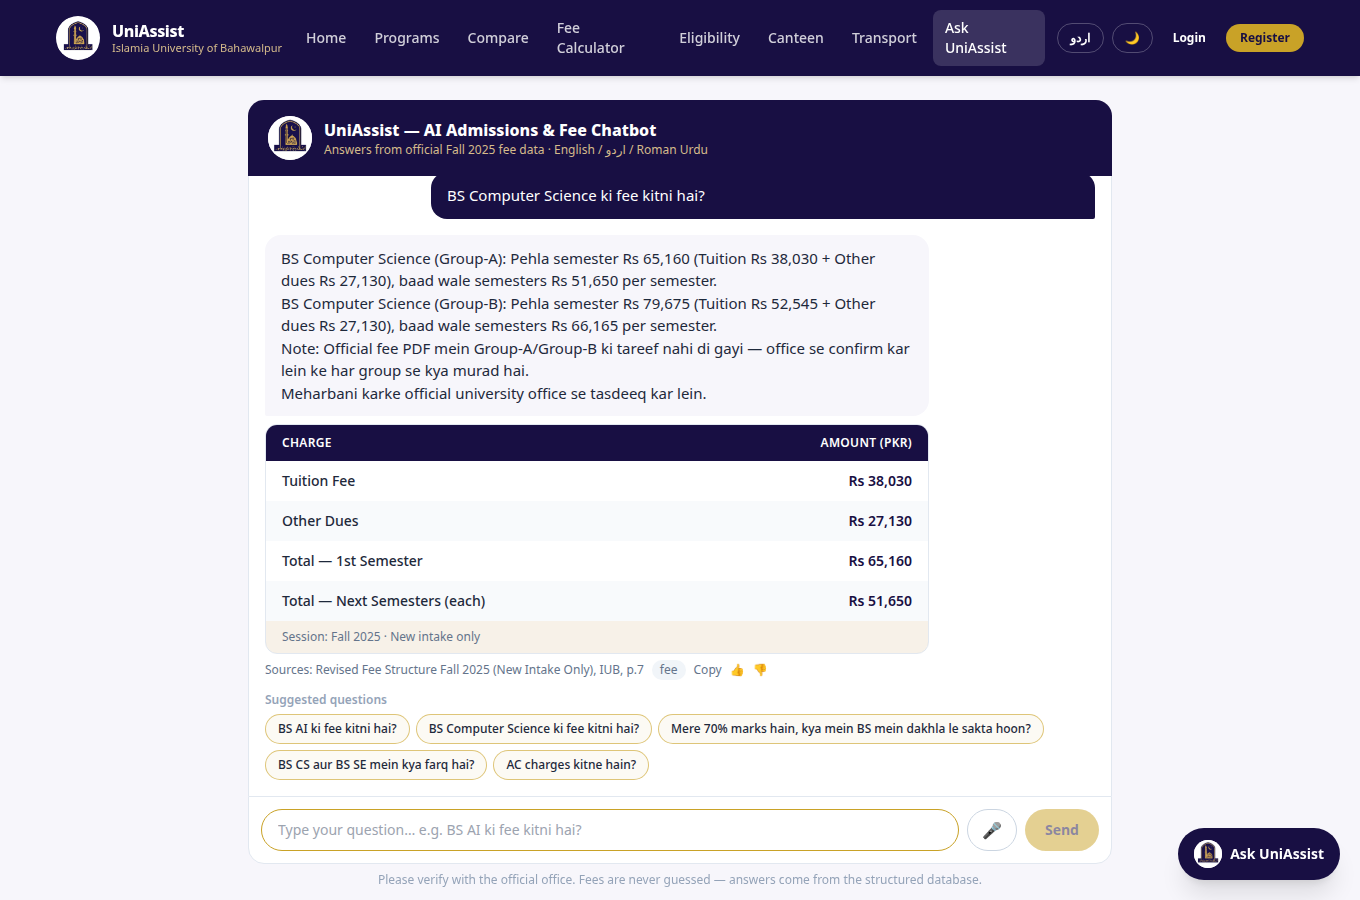 UniAssist
Islamia University of Bahawalpur
Home
Programs
Compare
Fee
Calculator
Eligibility
Canteen
Transport
Ask
UniAssist
اردو
Login
Register
UniAssist — AI Admissions & Fee Chatbot
Answers from official Fall 2025 fee data · English / اردو / Roman Urdu
BS Computer Science ki fee kitni hai?
BS Computer Science (Group-A): Pehla semester Rs 65,160 (Tuition Rs 38,030 + Other
dues Rs 27,130), baad wale semesters Rs 51,650 per semester.
BS Computer Science (Group-B): Pehla semester Rs 79,675 (Tuition Rs 52,545 + Other
dues Rs 27,130), baad wale semesters Rs 66,165 per semester.
Note: Official fee PDF mein Group-A/Group-B ki tareef nahi di gayi — office se confirm kar
lein ke har group se kya murad hai.
Meharbani karke official university office se tasdeeq kar lein.
CHARGE AMOUNT (PKR)
Tuition Fee Rs 38,030
Other Dues Rs 27,130
Total — 1st Semester Rs 65,160
Total — Next Semesters (each) Rs 51,650
Session: Fall 2025 · New intake only
Sources: Revised Fee Structure Fall 2025 (New Intake Only), IUB, p.7 fee Copy 👍 👎
Suggested questions
BS AI ki fee kitni hai?
BS Computer Science ki fee kitni hai?
Mere 70% marks hain, kya mein BS mein dakhla le sakta hoon?
BS CS aur BS SE mein kya farq hai?
AC charges kitne hain?
Type your question... e.g. BS AI ki fee kitni hai?
Send
Ask UniAssist
Please verify with the official office. Fees are never guessed — answers come from the structured database.